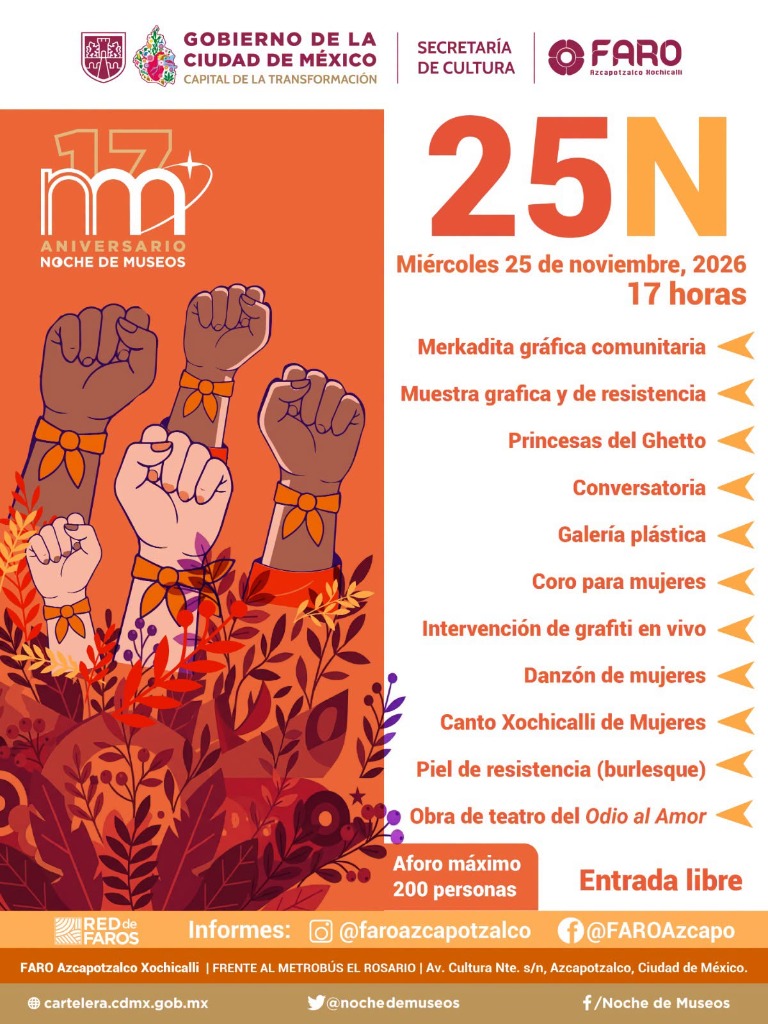 GOBIERNO DE LA
CIUDAD DE MÉXICO
CAPITAL DE LA TRANSFORMACIÓN
SECRETARÍA
DE CULTURA
FARO
Azcapotzalco Xochicalli
17
nm
ANIVERSARIO
NOCHE DE MUSEOS
25N
Miércoles 25 de noviembre, 2026
17 horas
Merkadita gráfica comunitaria
Muestra grafica y de resistencia
Princesas del Ghetto
Conversatoria
Galería plástica
Coro para mujeres
Intervención de grafiti en vivo
Danzón de mujeres
Canto Xochicalli de Mujeres
Piel de resistencia (burlesque)
Obra de teatro del Odio al Amor
Aforo máximo
200 personas
Entrada libre
RED de
FAROS
Informes: @faroazcapotzalco @FAROAzcapo
FARO Azcapotzalco Xochicalli | FRENTE AL METROBÚS EL ROSARIO | Av. Cultura Nte. s/n, Azcapotzalco, Ciudad de México.
cartelera.cdmx.gob.mx @nochedemuseos /Noche de Museos